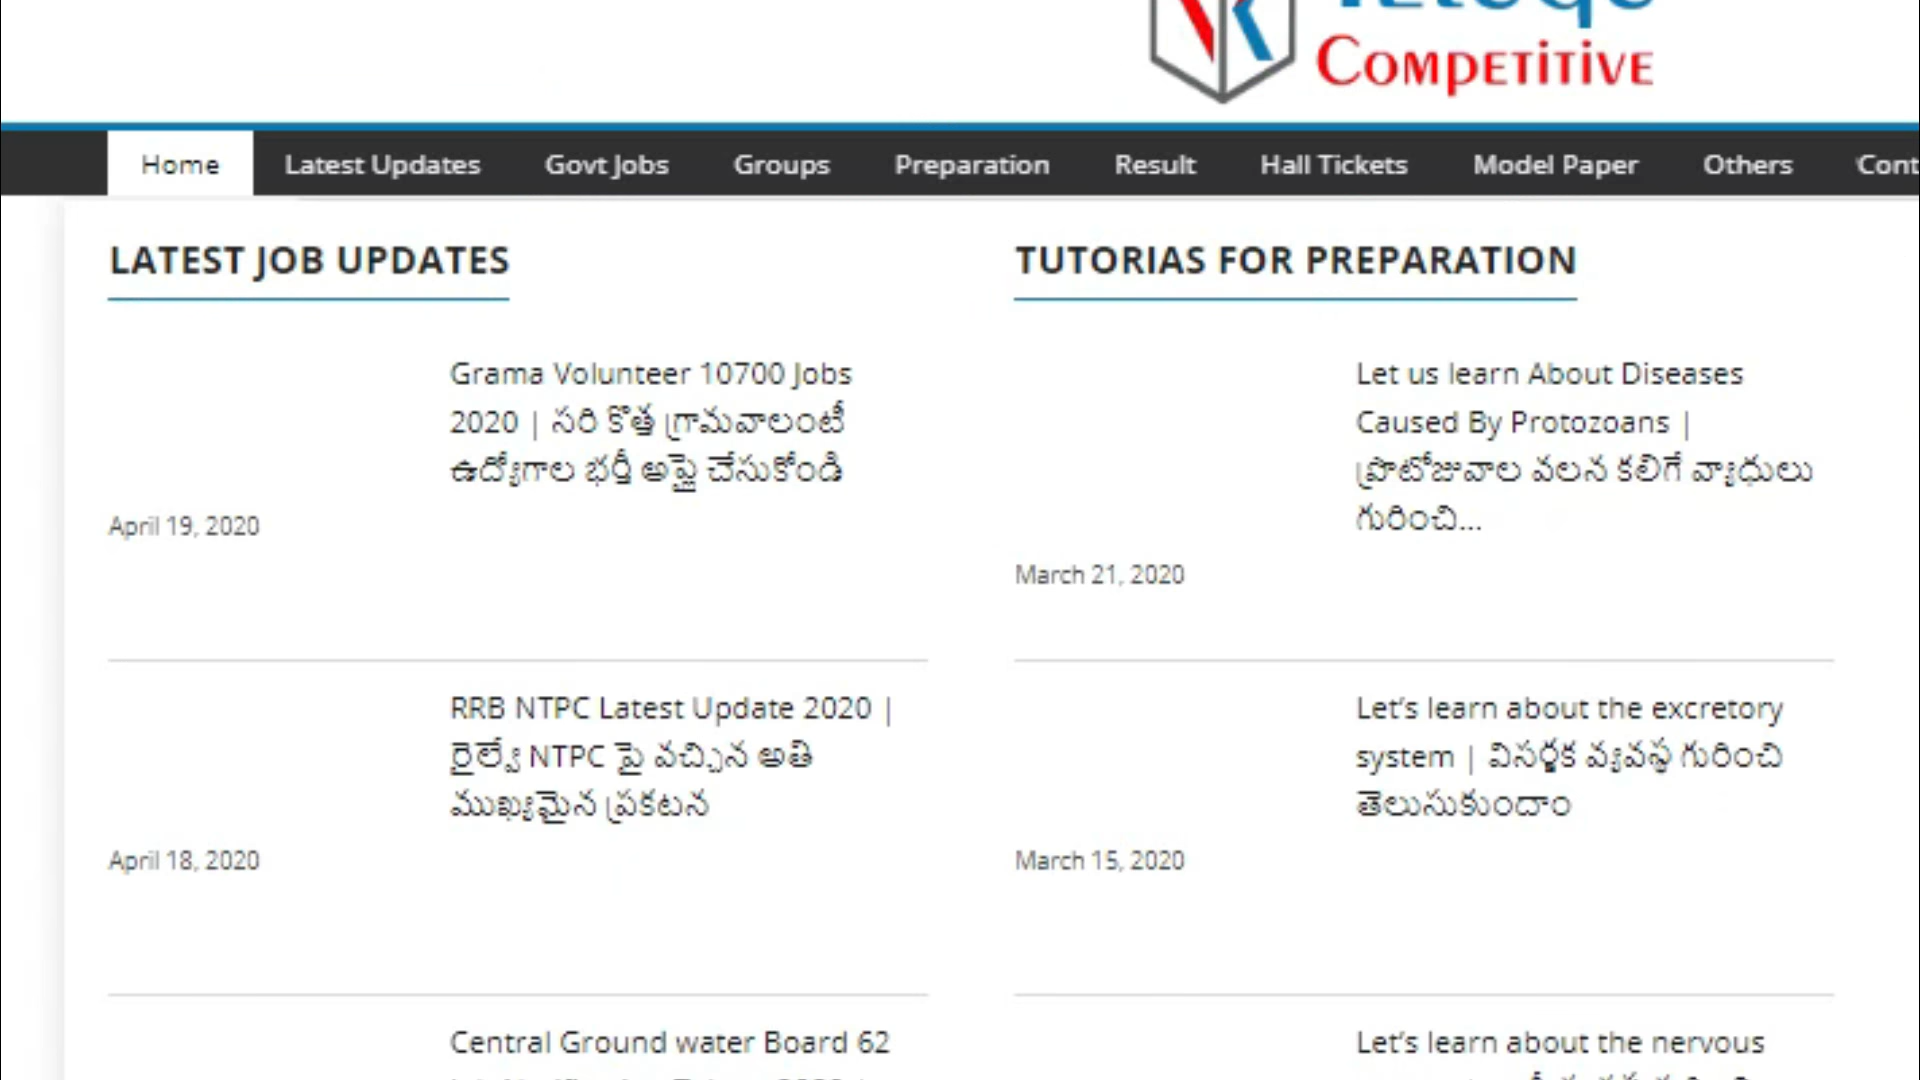 Competitive
Home
Latest Updates
Govt Jobs
Groups
Preparation
Result
Hall Tickets
Model Paper
Others
Cont
LATEST JOB UPDATES
Grama Volunteer 10700 Jobs
2020 | సరి కొత్త గ్రామవాలంటీ
ఉద్యోగాల భర్తీ అప్లై చేసుకోండి
April 19, 2020
RRB NTPC Latest Update 2020 |
రైల్వే NTPC పై వచ్చిన అతి
ముఖ్యమైన ప్రకటన
April 18, 2020
Central Ground water Board 62
TUTORIAS FOR PREPARATION
Let us learn About Diseases
Caused By Protozoans |
ప్రొటోజువాల వలన కలిగే వ్యాధులు
గురించి...
March 21, 2020
Let’s learn about the excretory
system | విసర్జక వ్యవస్థ గురించి
తెలుసుకుందాం
March 15, 2020
Let’s learn about the nervous